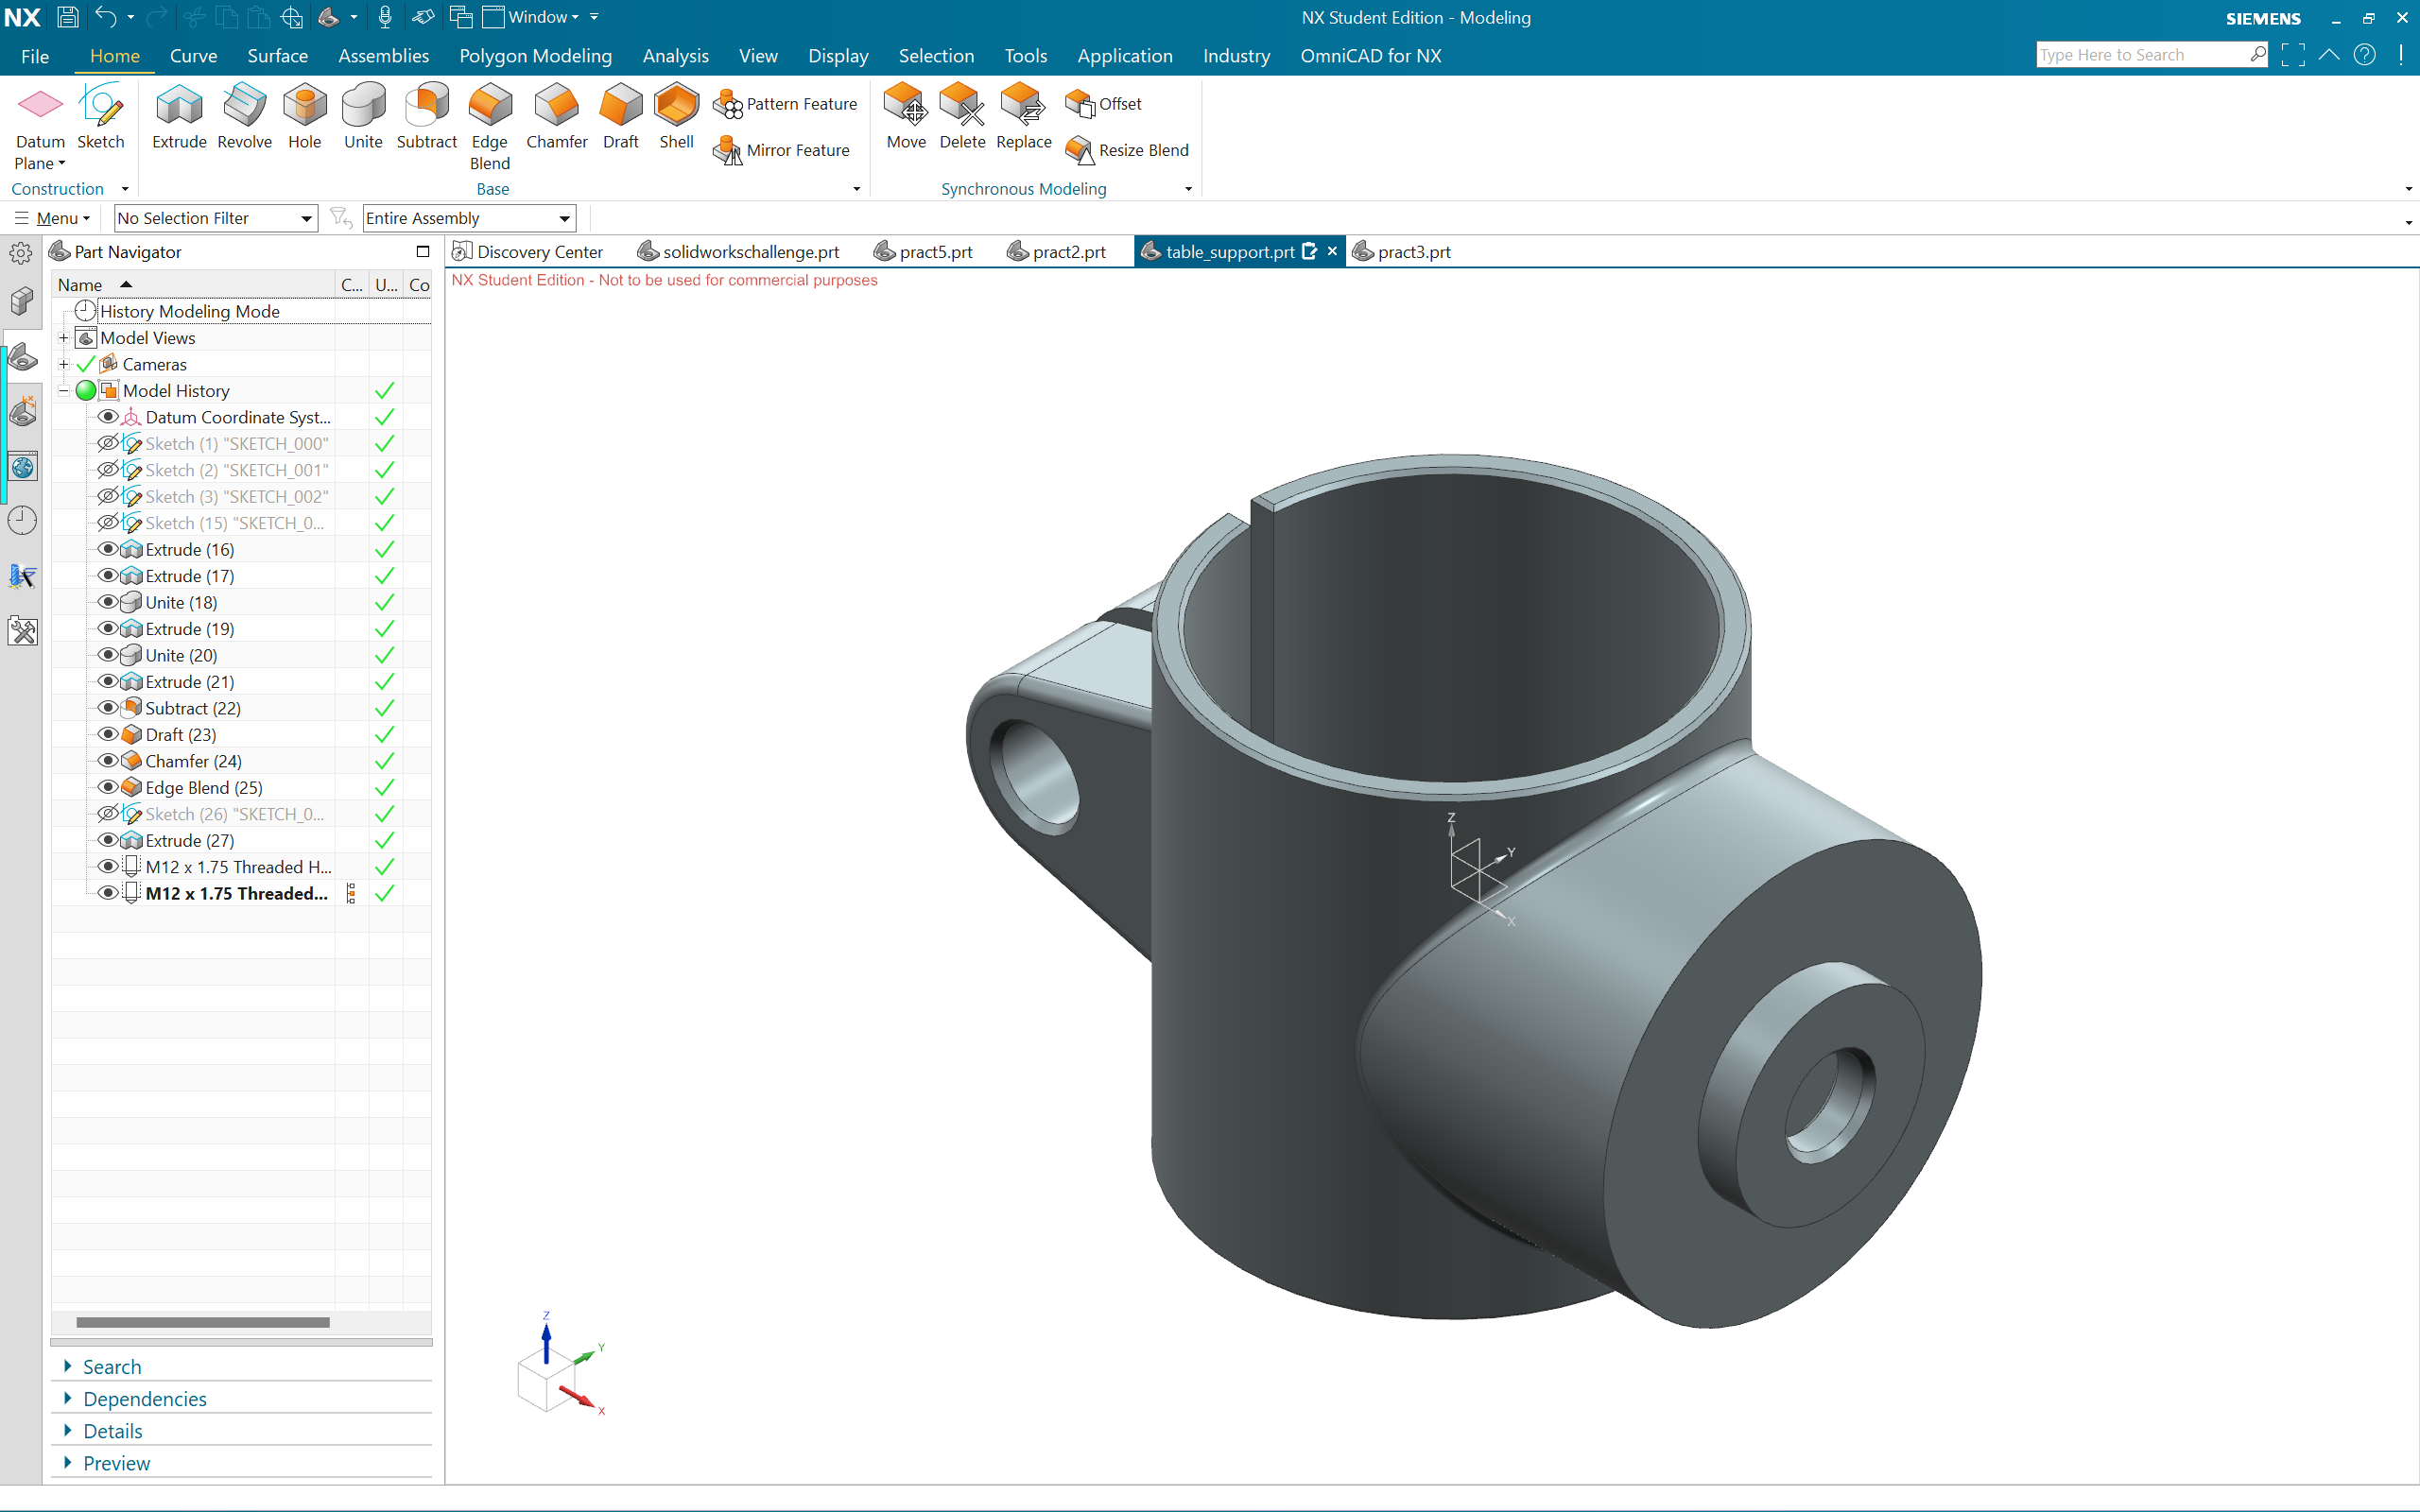 NX Window NX Student Edition - Modeling SIEMENS
File Home Curve Surface Assemblies Polygon Modeling Analysis View Display Selection Tools Application Industry OmniCAD for NX Type Here to Search
Datum Plane Sketch Extrude Revolve Hole Unite Subtract Edge Blend Chamfer Draft Shell Pattern Feature Mirror Feature Move Delete Replace Offset Resize Blend
Construction Base Synchronous Modeling
Menu No Selection Filter Entire Assembly
Part Navigator Discovery Center solidworkschallenge.prt pract5.prt pract2.prt table_support.prt pract3.prt
NX Student Edition - Not to be used for commercial purposes
Name C... U... Co
History Modeling Mode
Model Views
Cameras
Model History
Datum Coordinate Syst...
Sketch (1) "SKETCH_000"
Sketch (2) "SKETCH_001"
Sketch (3) "SKETCH_002"
Sketch (15) "SKETCH_0...
Extrude (16)
Extrude (17)
Unite (18)
Extrude (19)
Unite (20)
Extrude (21)
Subtract (22)
Draft (23)
Chamfer (24)
Edge Blend (25)
Sketch (26) "SKETCH_0...
Extrude (27)
M12 x 1.75 Threaded H...
M12 x 1.75 Threaded...
Z
Y
X
Z
Y
X
Search
Dependencies
Details
Preview